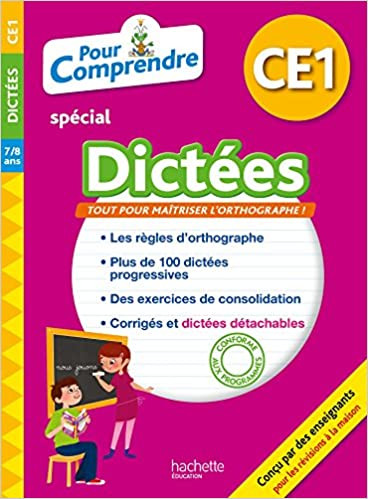 DICTÉES CE1
7/8
ans
Pour
Comprendre
CE1
spécial
Dictées
TOUT POUR MAÎTRISER L'ORTHOGRAPHE !
• Les règles d'orthographe
• Plus de 100 dictées
progressives
• Des exercices de consolidation
• Corrigés et dictées détachables
CONFORME
AUX PROGRAMMES
nous jouons
Conçu par des enseignants
pour les révisions à la maison
hachette
ÉDUCATION